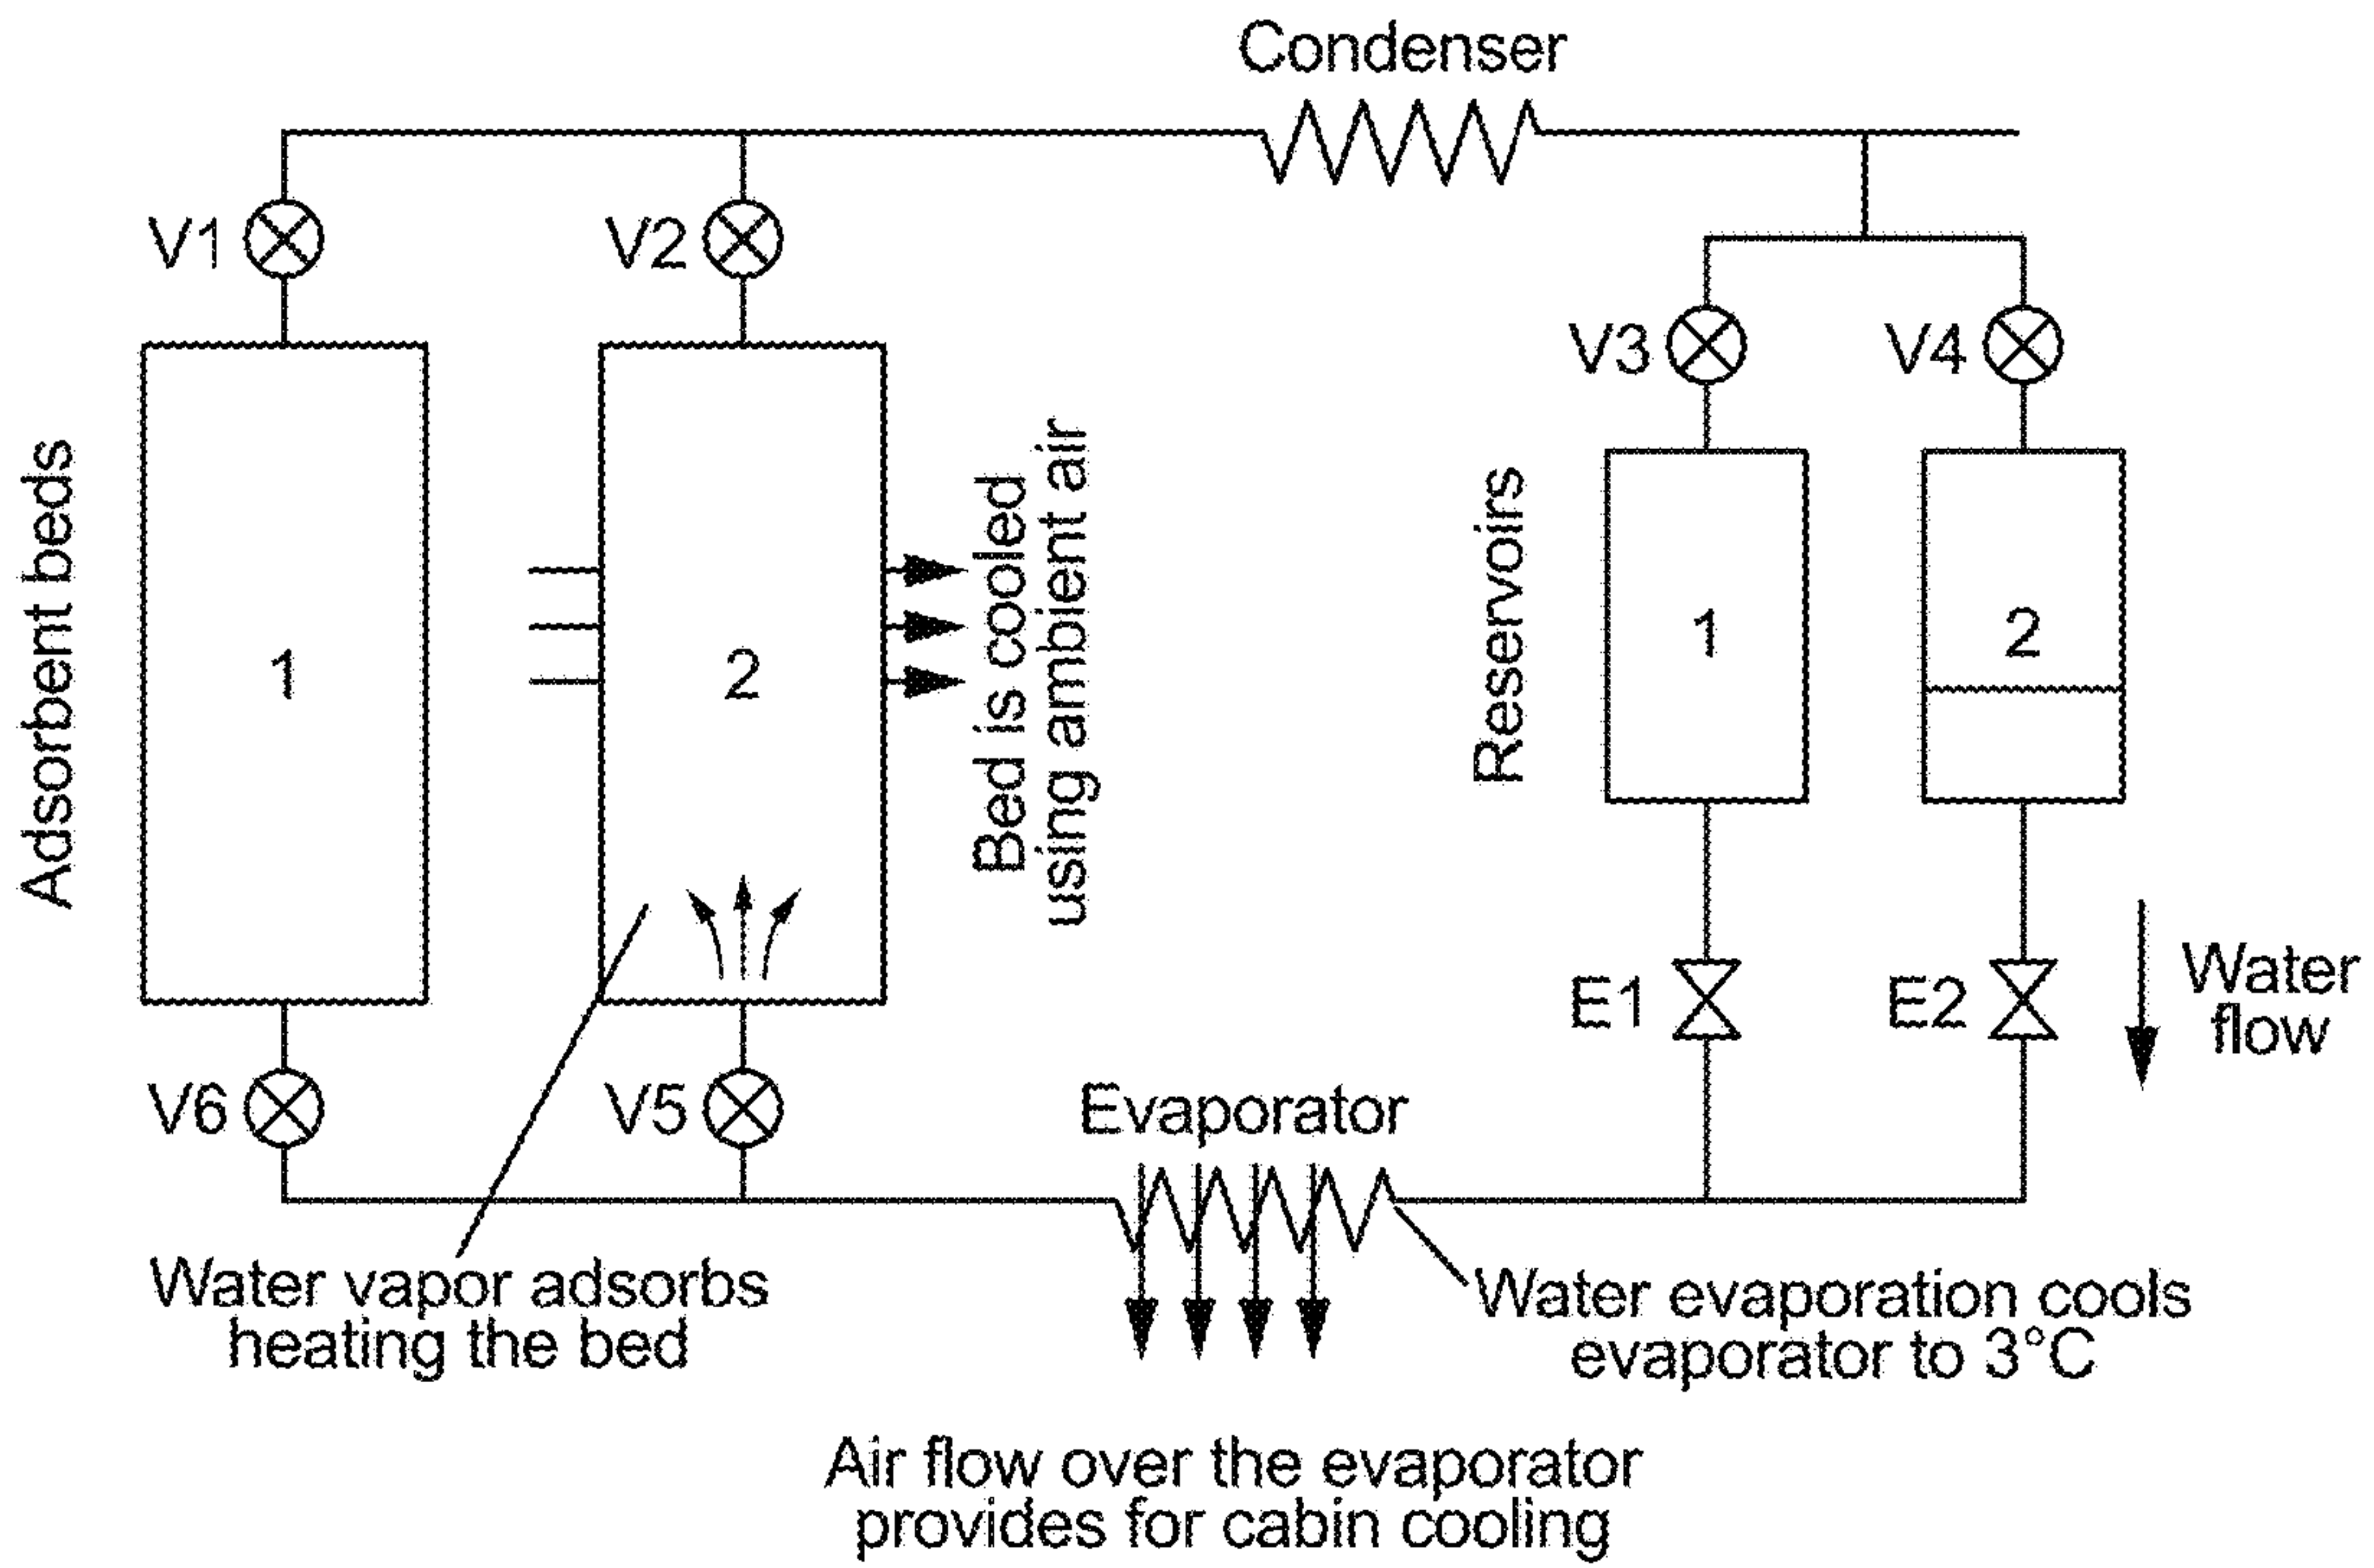 Condenser
V1
V2
V3
V4
Adsorbent beds
1
2
Bed is cooled
using ambient air
Reservoirs
1
2
E1
E2
Water
flow
V6
V5
Evaporator
Water vapor adsorbs
heating the bed
Water evaporation cools
evaporator to 3°C
Air flow over the evaporator
provides for cabin cooling